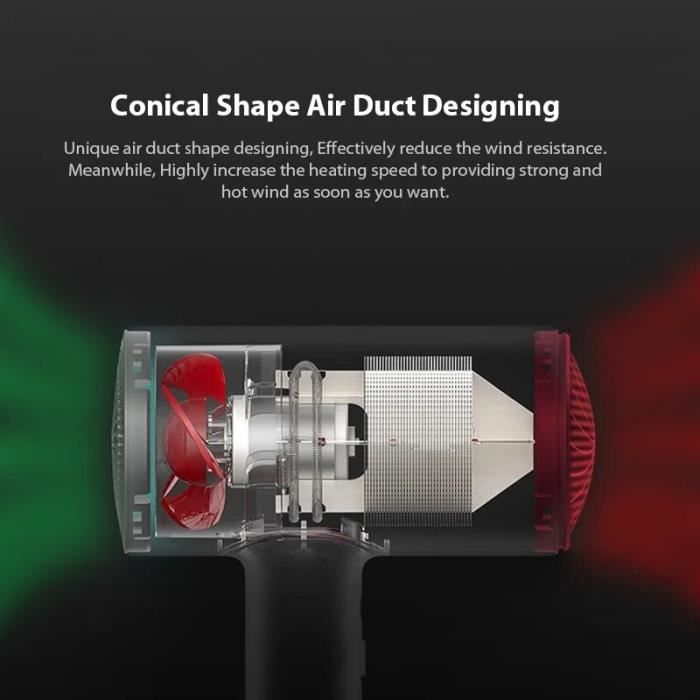 Conical Shape Air Duct Designing
Unique air duct shape designing, Effectively reduce the wind resistance.
Meanwhile, Highly increase the heating speed to providing strong and
hot wind as soon as you want.